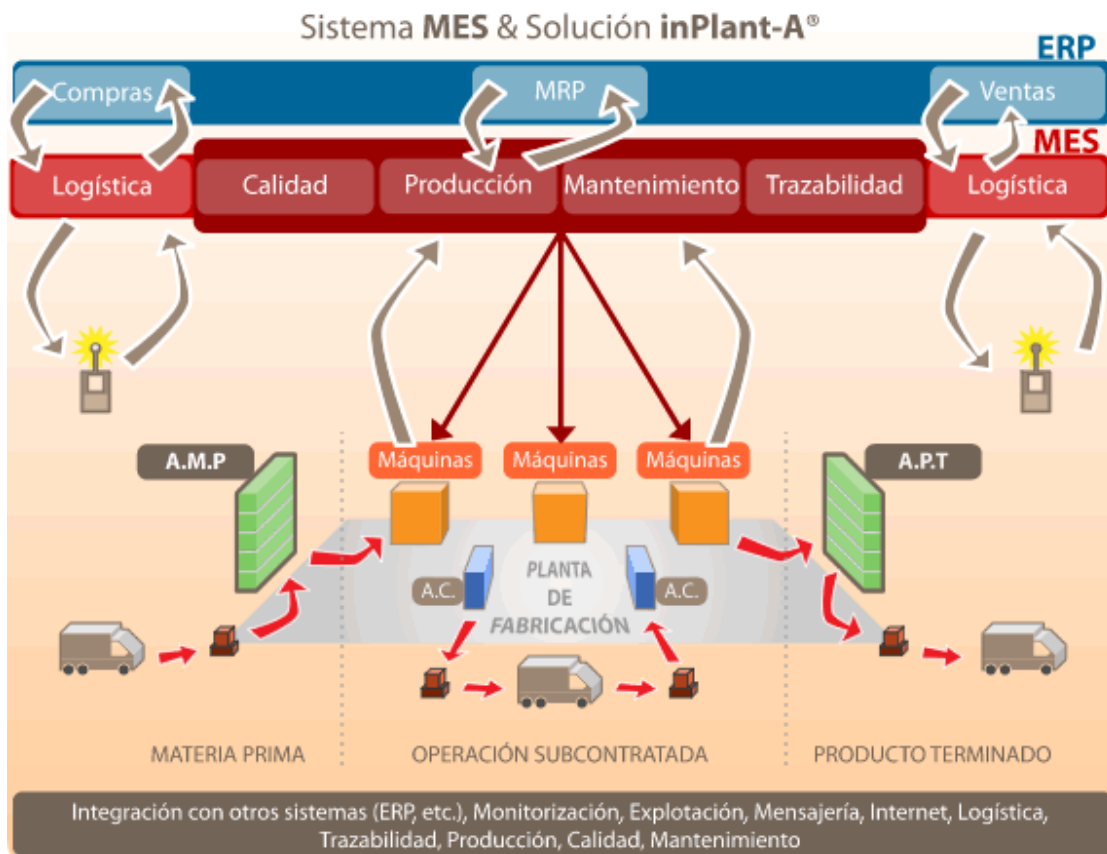 Sistema MES & Solución inPlant-A®
ERP
Compras
MRP
Ventas
MES
Logística
Calidad
Producción
Mantenimiento
Trazabilidad
Logística
A.M.P
Máquinas
Máquinas
Máquinas
A.P.T
A.C.
PLANTA
DE
FABRICACIÓN
A.C.
MATERIA PRIMA
OPERACIÓN SUBCONTRATADA
PRODUCTO TERMINADO
Integración con otros sistemas (ERP, etc.), Monitorización, Explotación, Mensajería, Internet, Logística,
Trazabilidad, Producción, Calidad, Mantenimiento